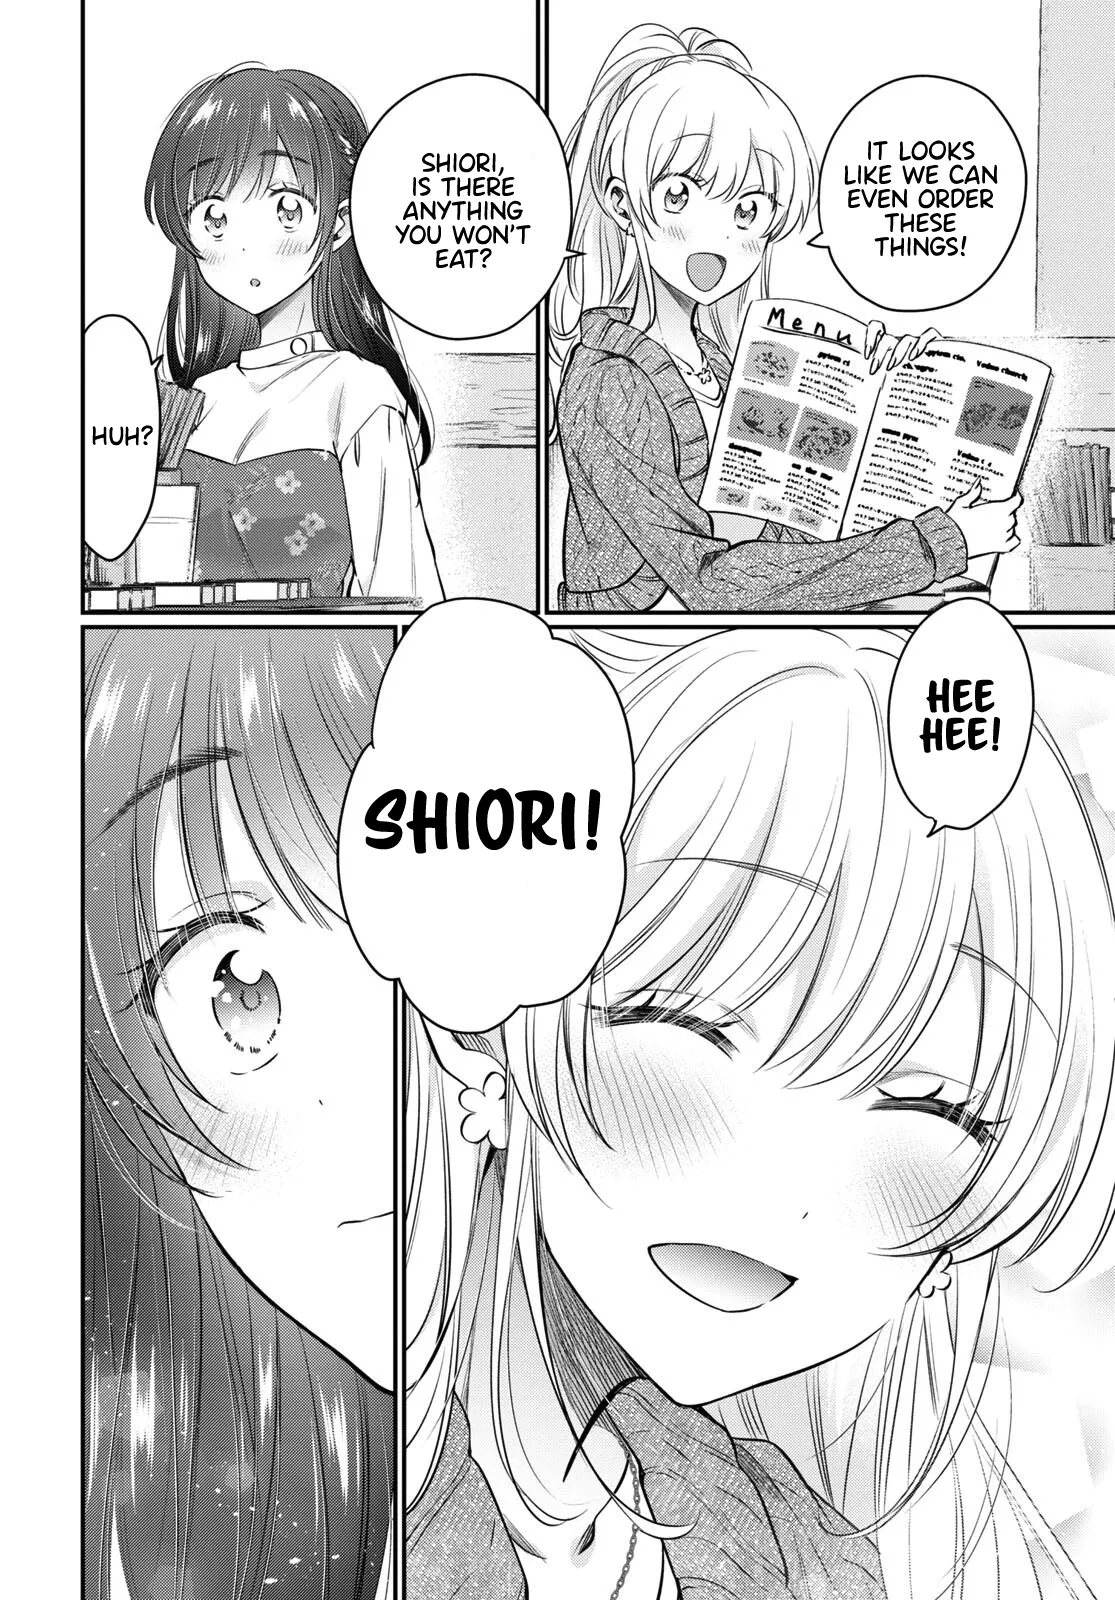 IT LOOKS
LIKE WE CAN
EVEN ORDER
THESE
THINGS!
Menu
SHIORI,
IS THERE
ANYTHING
YOU WON'T
EAT?
HUH?
HEE
HEE!
SHIORI!